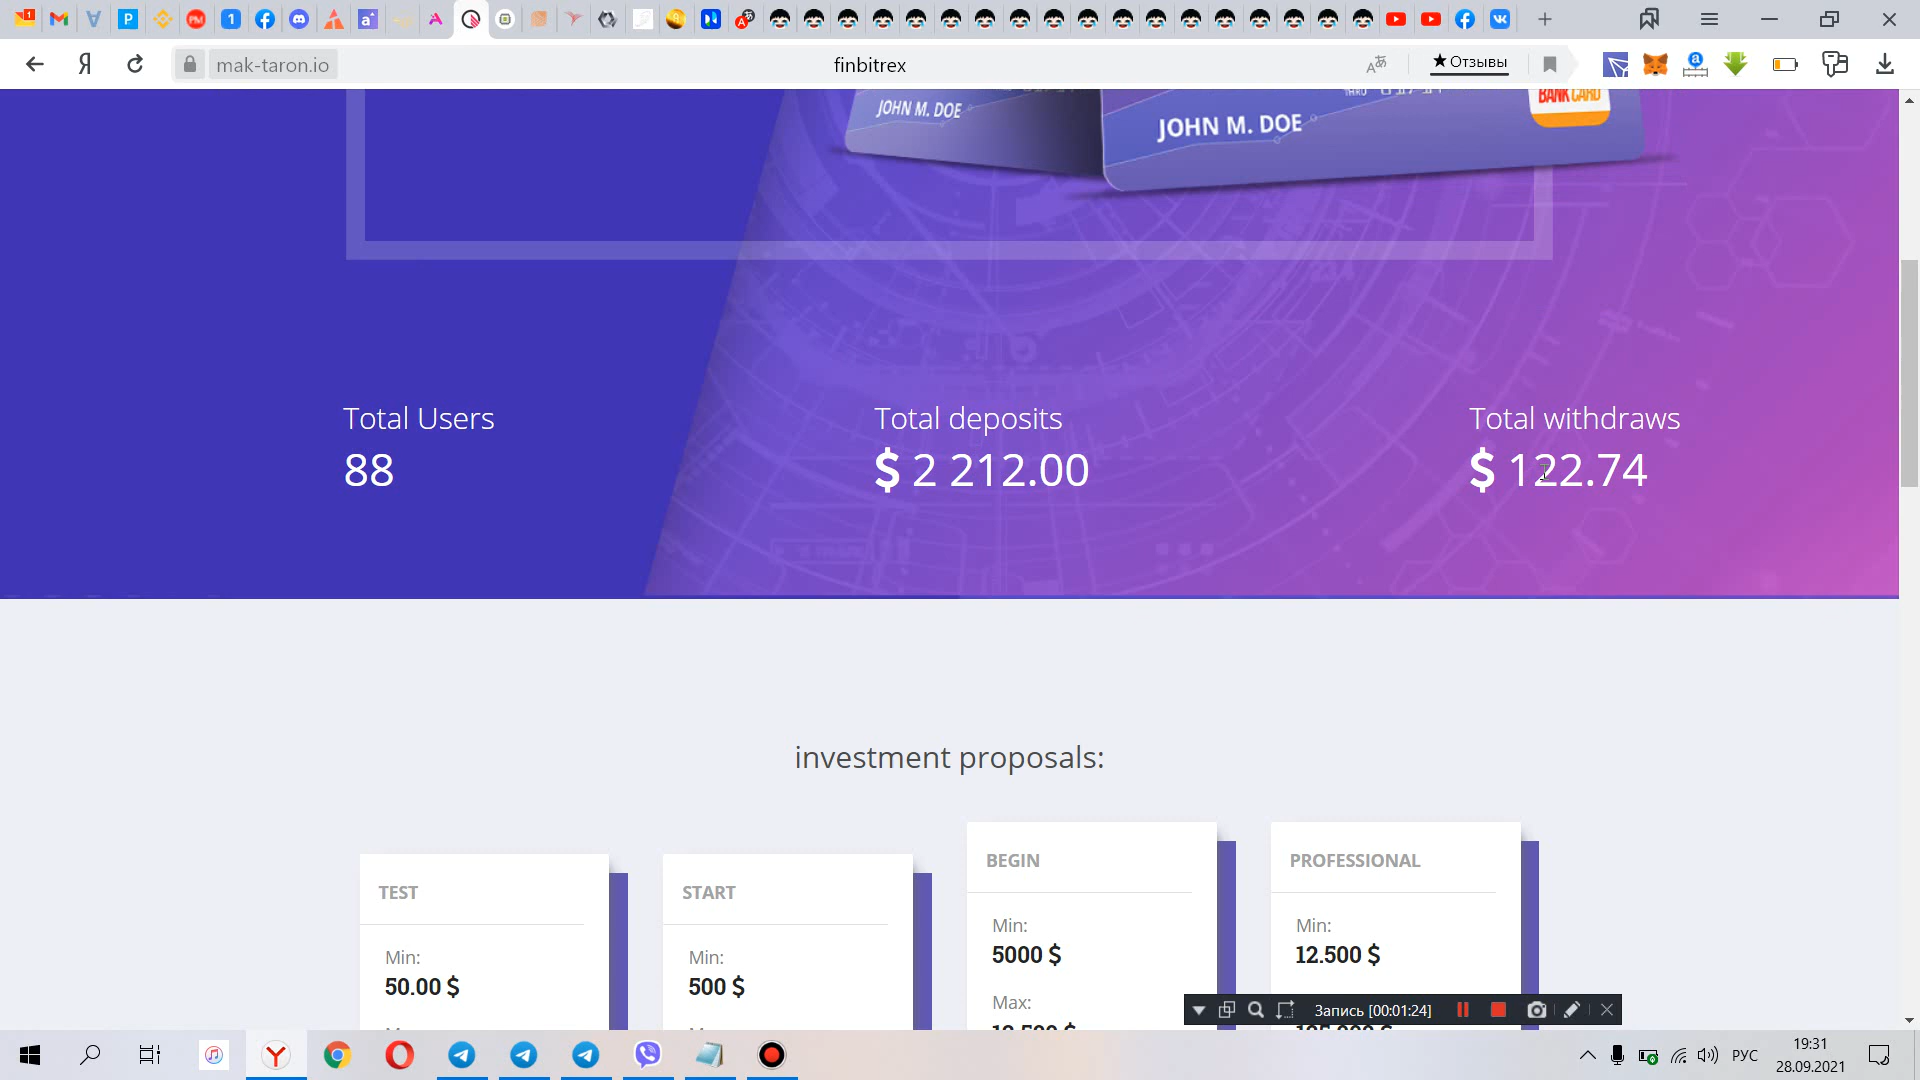 mak-taron.io
finbitrex
★Отзывы
JOHN M. DOE
JOHN M. DOE
THRU
BANK CARD
Total Users
88
Total deposits
$ 2 212.00
Total withdraws
$ 122.74
investment proposals:
TEST
Min:
50.00 $
START
Min:
500 $
BEGIN
Min:
5000 $
Max:
PROFESSIONAL
Min:
12.500 $
Запись [00:01:24]
РУС
19:31
28.09.2021